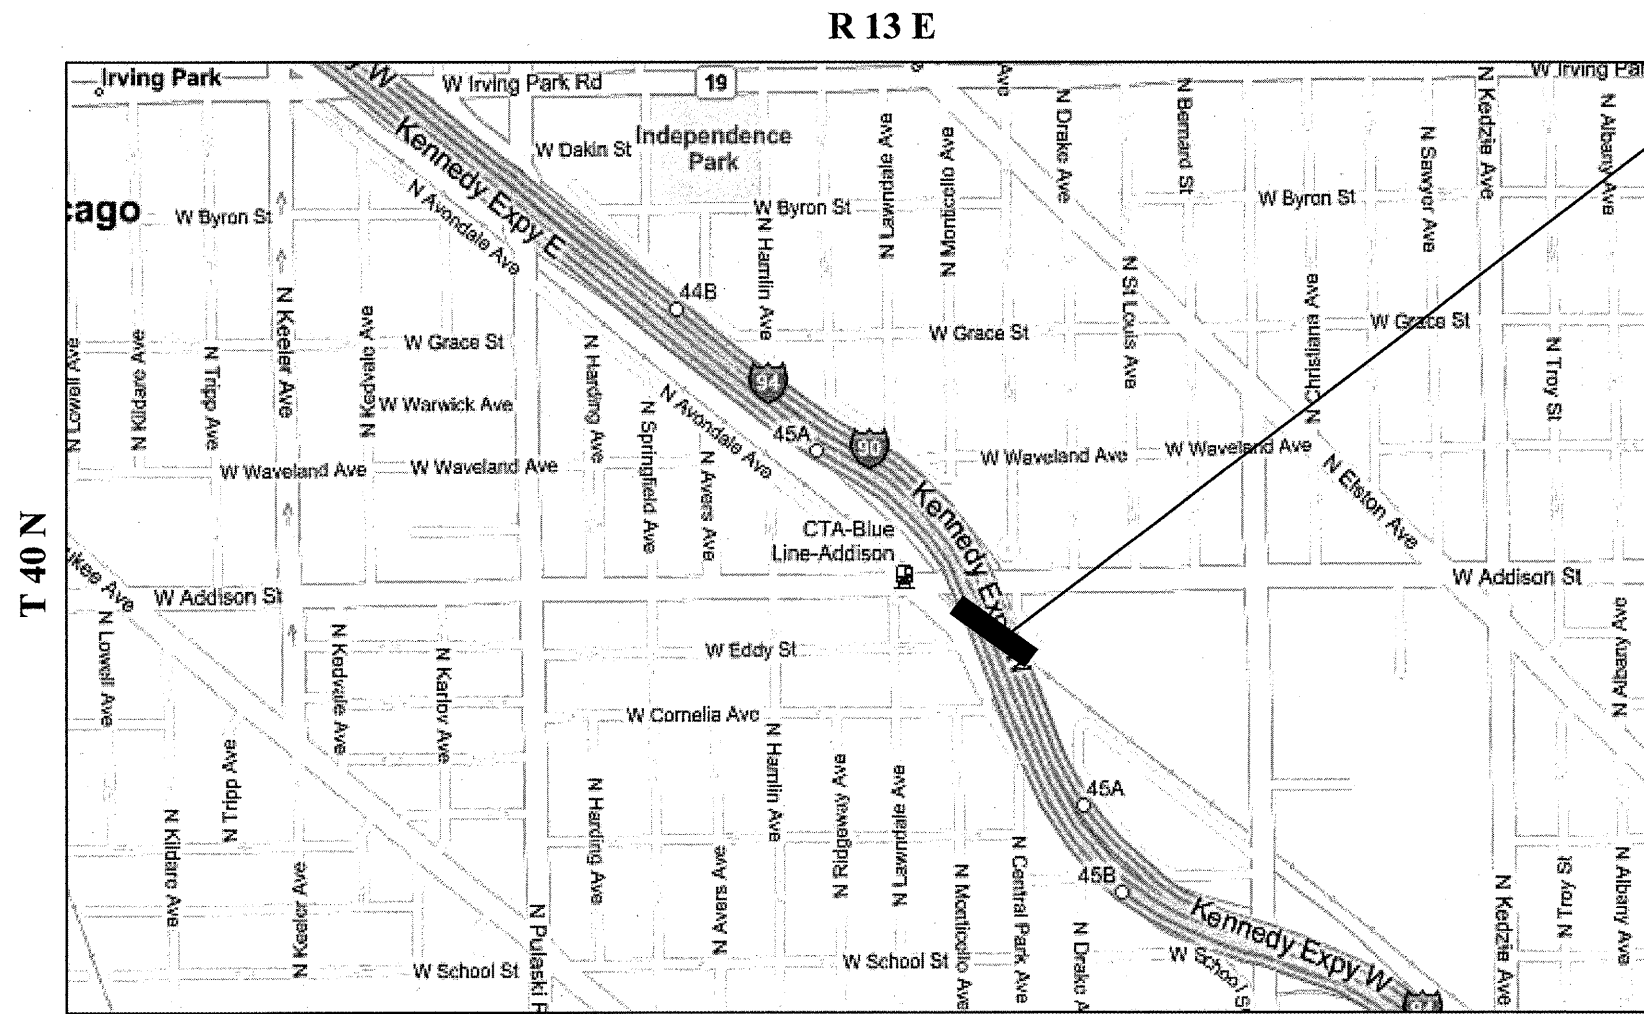 R 13 E
Irving Park
W
W Irving Park Rd
19
W Irving Par
Kennedy Expy E
W Dakin St
Independence
Park
N Lawndale Ave
N Monticello Ave
Ave
N Drake Ave
N Bernard St
N Sawyer Ave
N Kedzie Ave
N Albany Ave
cago
W Byron St
N Avondale Ave
W Byron St
W Byron St
N Hamlin Ave
44B
N St Louis Ave
N Christiana Ave
N Keeler Ave
N Kedvale Ave
W Grace St
W Grace St
W Grace St
N Lowell Ave
N Kildare Ave
N Tripp Ave
N Harding Ave
N Troy St
94
W Warwick Ave
N Avondale Ave
N Springfield Ave
45A
90
W Waveland Ave
W Waveland Ave
W Waveland Ave
W Waveland Ave
N Avers Ave
N Elston Ave
T 40 N
Kennedy Exp
CTA-Blue
Line-Addison
ukee Ave
W Addison St
W Addison St
N Lowell Ave
N Kedvale Ave
N Karlov Ave
W Eddy St
N Albany Ave
W Cornelia Ave
N Tripp Ave
N Hamlin Ave
N Ridgeway Ave
N Lawndale Ave
45A
N Kildare Ave
N Harding Ave
N Avers Ave
N Keeler Ave
N Monticello Ave
N Central Park Ave
45B
N Drake A
N Pulaski R
Kennedy Expy W
N Kedzie Ave
N Troy St
N Albany Ave
W School St
W School St
W School St
94